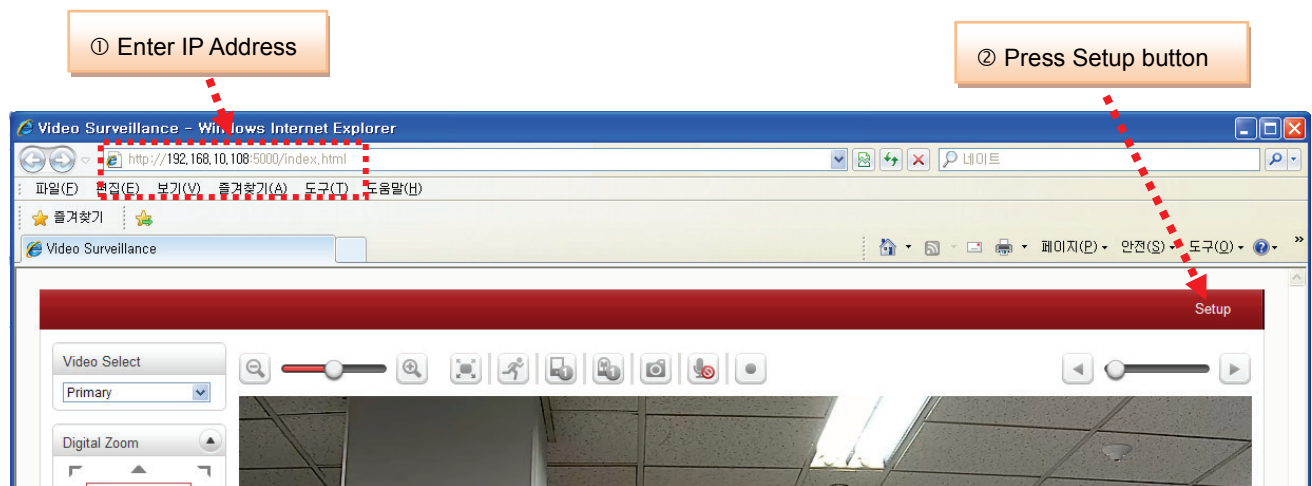 ① Enter IP Address
② Press Setup button
Video Surveillance - Windows Internet Explorer
http://192.168.10.108:5000/index.html
네이트
파일(F) 편집(E) 보기(V) 즐겨찾기(A) 도구(T) 도움말(H)
즐겨찾기
Video Surveillance
페이지(P) 안전(S) 도구(O)
Setup
Video Select
Primary
Digital Zoom